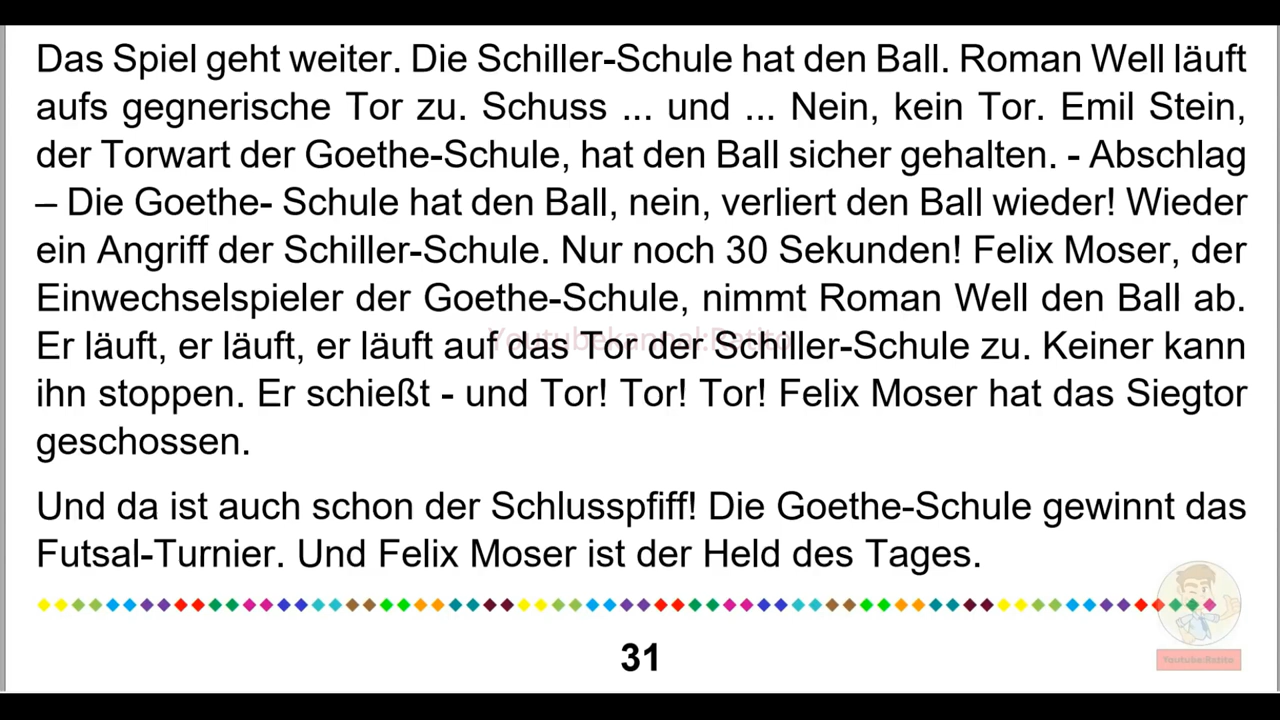 Das Spiel geht weiter. Die Schiller-Schule hat den Ball. Roman Well läuft
aufs gegnerische Tor zu. Schuss ... und ... Nein, kein Tor. Emil Stein,
der Torwart der Goethe-Schule, hat den Ball sicher gehalten. - Abschlag
– Die Goethe- Schule hat den Ball, nein, verliert den Ball wieder! Wieder
ein Angriff der Schiller-Schule. Nur noch 30 Sekunden! Felix Moser, der
Einwechselspieler der Goethe-Schule, nimmt Roman Well den Ball ab.
Youtubekannal:Retito
Er läuft, er läuft, er läuft auf das Tor der Schiller-Schule zu. Keiner kann
ihn stoppen. Er schießt - und Tor! Tor! Tor! Felix Moser hat das Siegtor
geschossen.
Und da ist auch schon der Schlusspfiff! Die Goethe-Schule gewinnt das
Futsal-Turnier. Und Felix Moser ist der Held des Tages.
31
Youtube:Retito